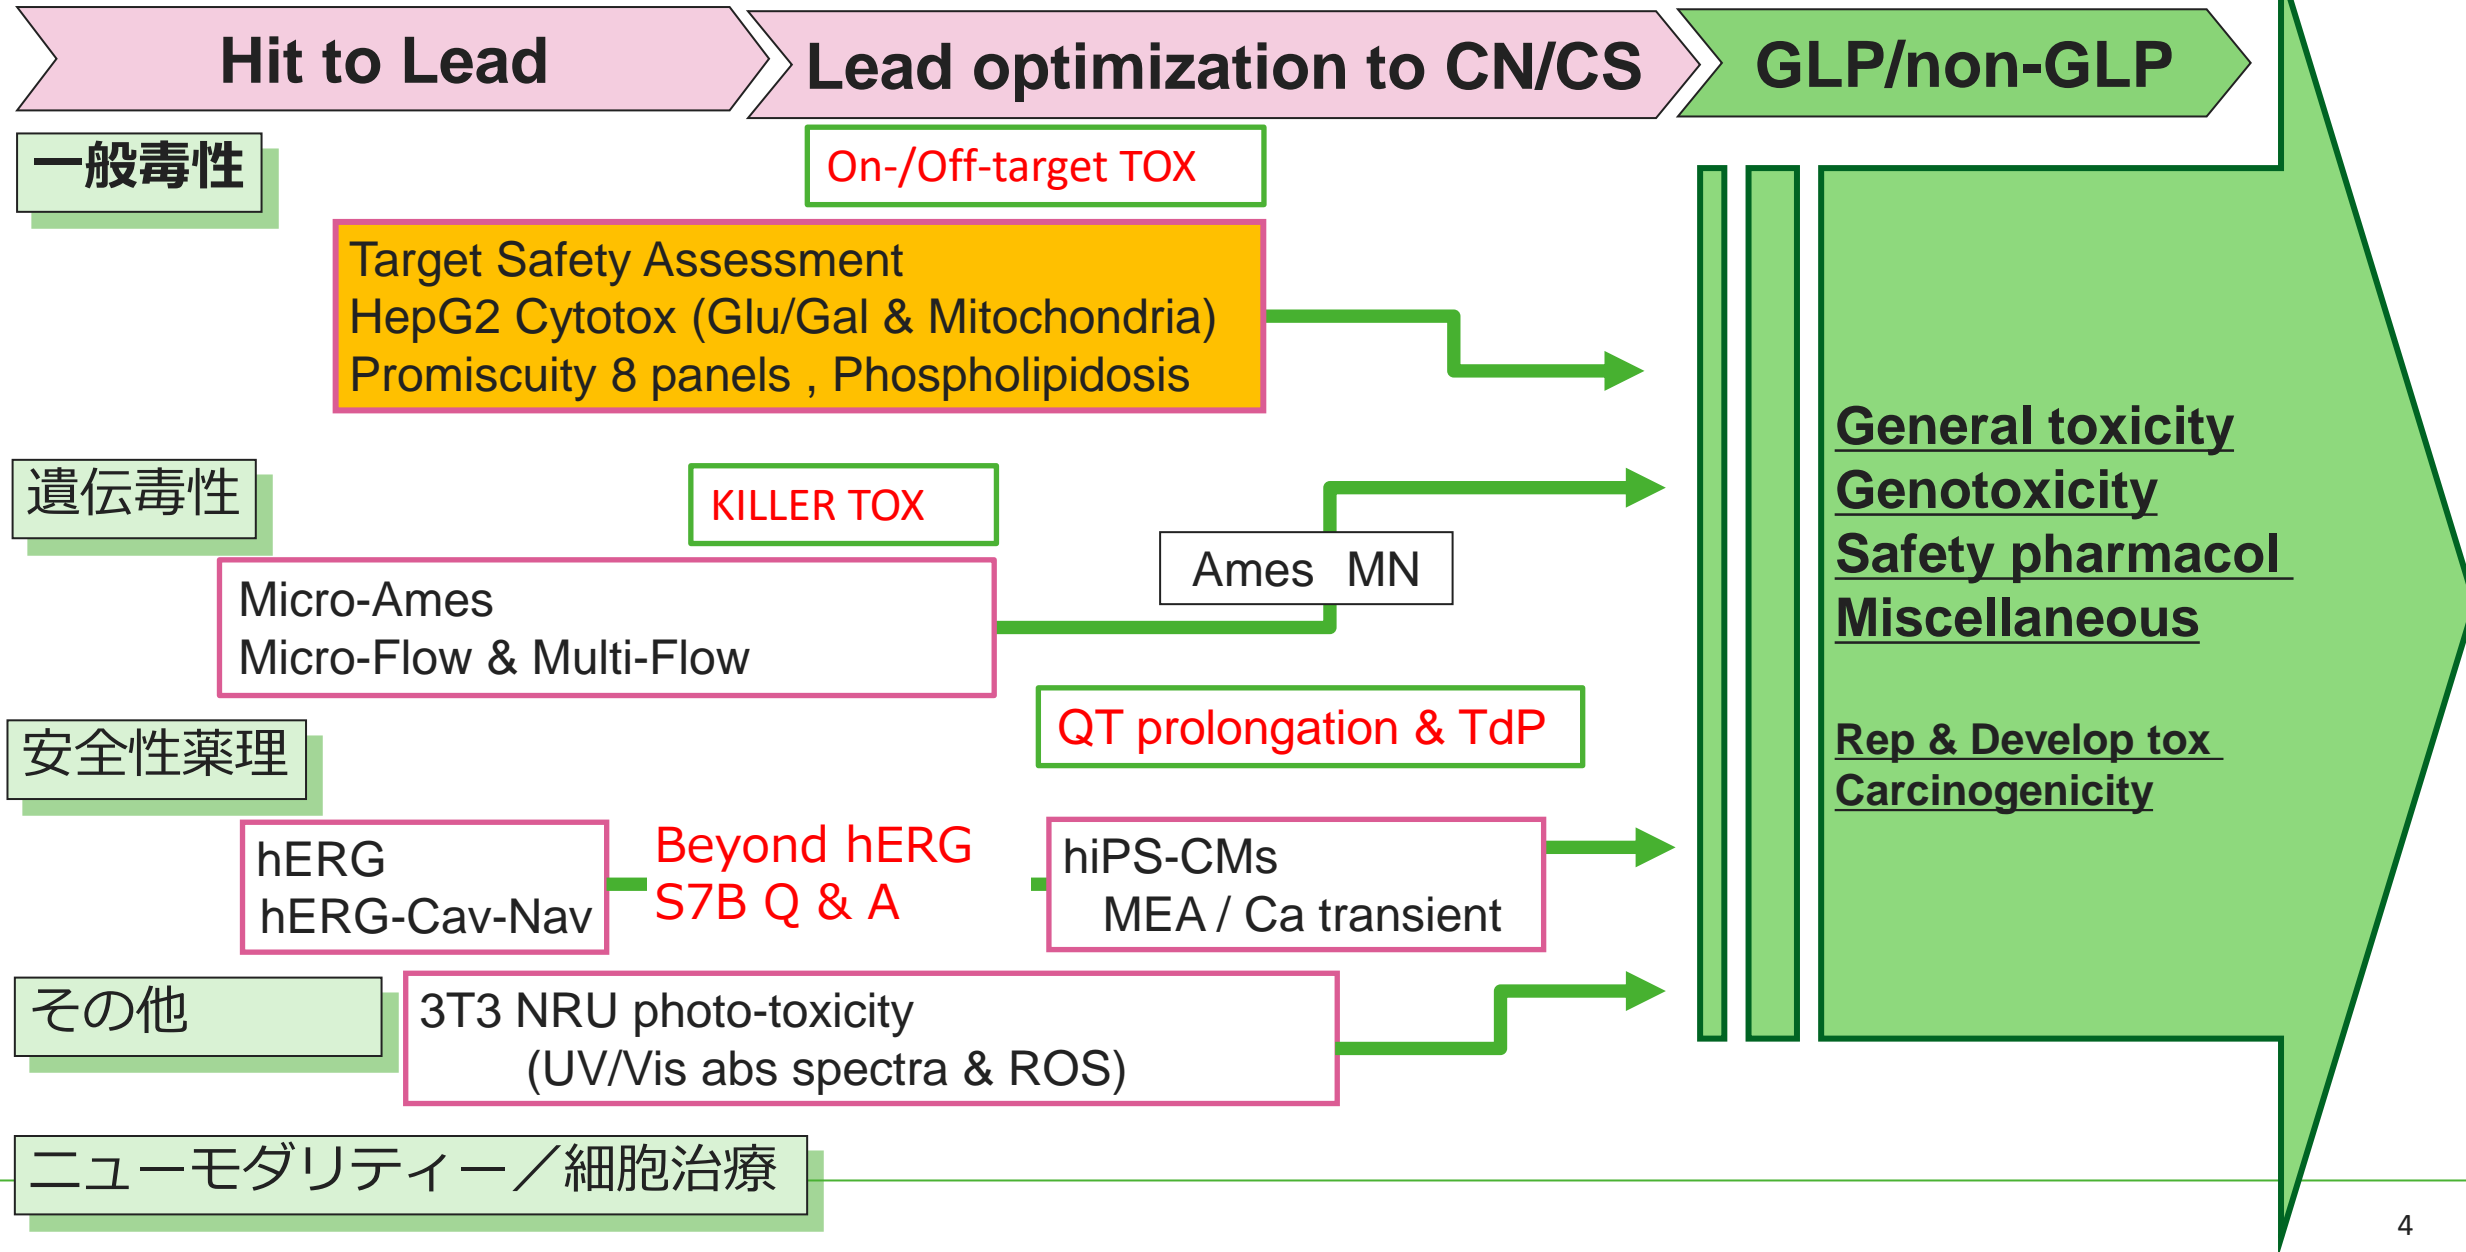 Hit to Lead
Lead optimization to CN/CS
GLP/non-GLP
一般毒性
On-/Off-target TOX
Target Safety Assessment
HepG2 Cytotox (Glu/Gal & Mitochondria)
Promiscuity 8 panels , Phospholipidosis
遺伝毒性
KILLER TOX
Micro-Ames
Micro-Flow & Multi-Flow
Ames MN
安全性薬理
QT prolongation & TdP
hERG
hERG-Cav-Nav
Beyond hERG
S7B Q & A
hiPS-CMs
MEA / Ca transient
その他
3T3 NRU photo-toxicity
(UV/Vis abs spectra & ROS)
ニューモダリティー／細胞治療
General toxicity
Genotoxicity
Safety pharmacol
Miscellaneous
Rep & Develop tox
Carcinogenicity
4